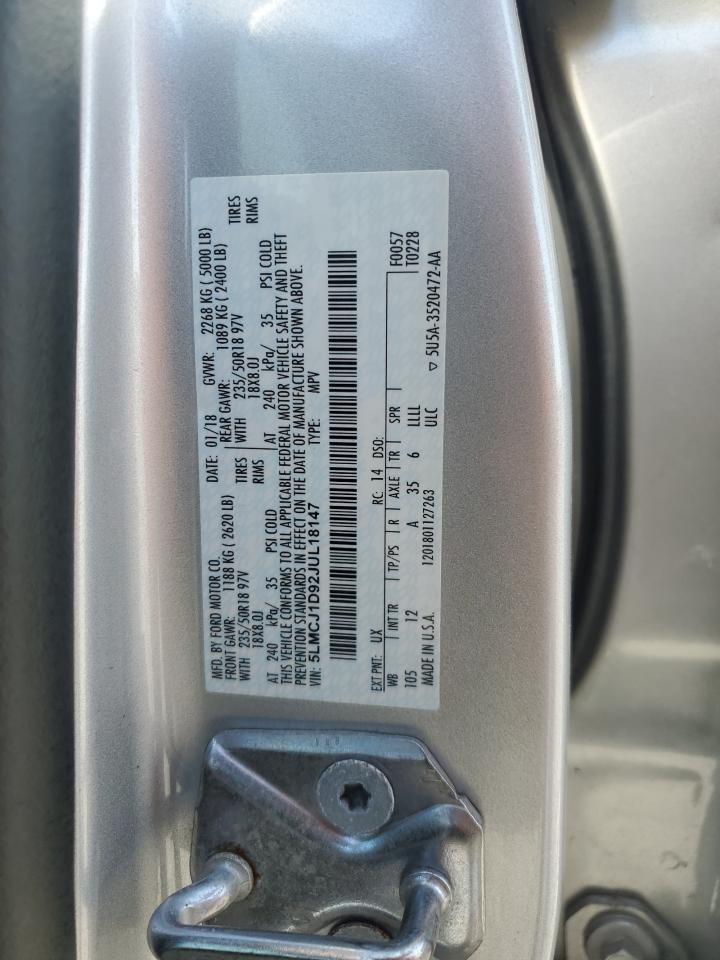 MFD. BY FORD MOTOR CO. DATE: 01/18 GVWR: 2268 KG ( 5000 LB)
FRONT GAWR: 1188 KG ( 2620 LB) REAR GAWR: 1089 KG ( 2400 LB)
WITH 235/50R18 97V TIRES WITH 235/50R18 97V TIRES
18X8.0J RIMS 18X8.0J RIMS
AT 240 kPa/ 35 PSI COLD AT 240 kPa/ 35 PSI COLD
THIS VEHICLE CONFORMS TO ALL APPLICABLE FEDERAL MOTOR VEHICLE SAFETY AND THEFT
PREVENTION STANDARDS IN EFFECT ON THE DATE OF MANUFACTURE SHOWN ABOVE.
VIN: 5LMCJ1D92JUL18147 TYPE: MPV
EXT PNT: UX RC: 14 DSO: F0057
WB INT TR TP/PS R AXLE TR SPR T0228
105 12 A 35 6 LLLL
MADE IN U.S.A. 1201801127263 ULC ▽ 5U5A-3520472-AA